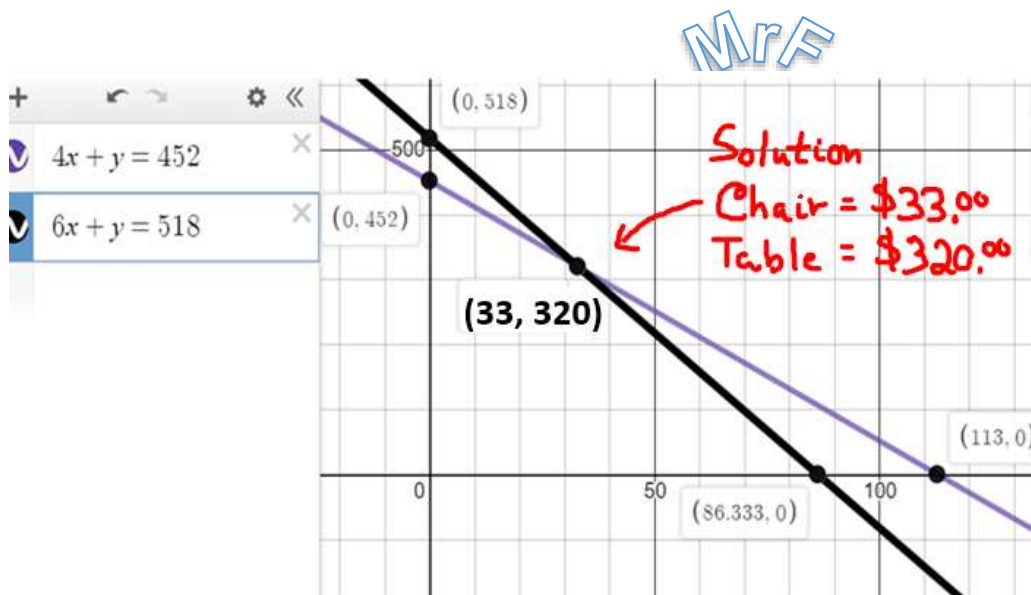 MrF
4x + y = 452
6x + y = 518
(0, 518)
500
(0, 452)
Solution
Chair = $33.00
Table = $320.00
(33, 320)
(113, 0)
0
50
100
(86.333, 0)